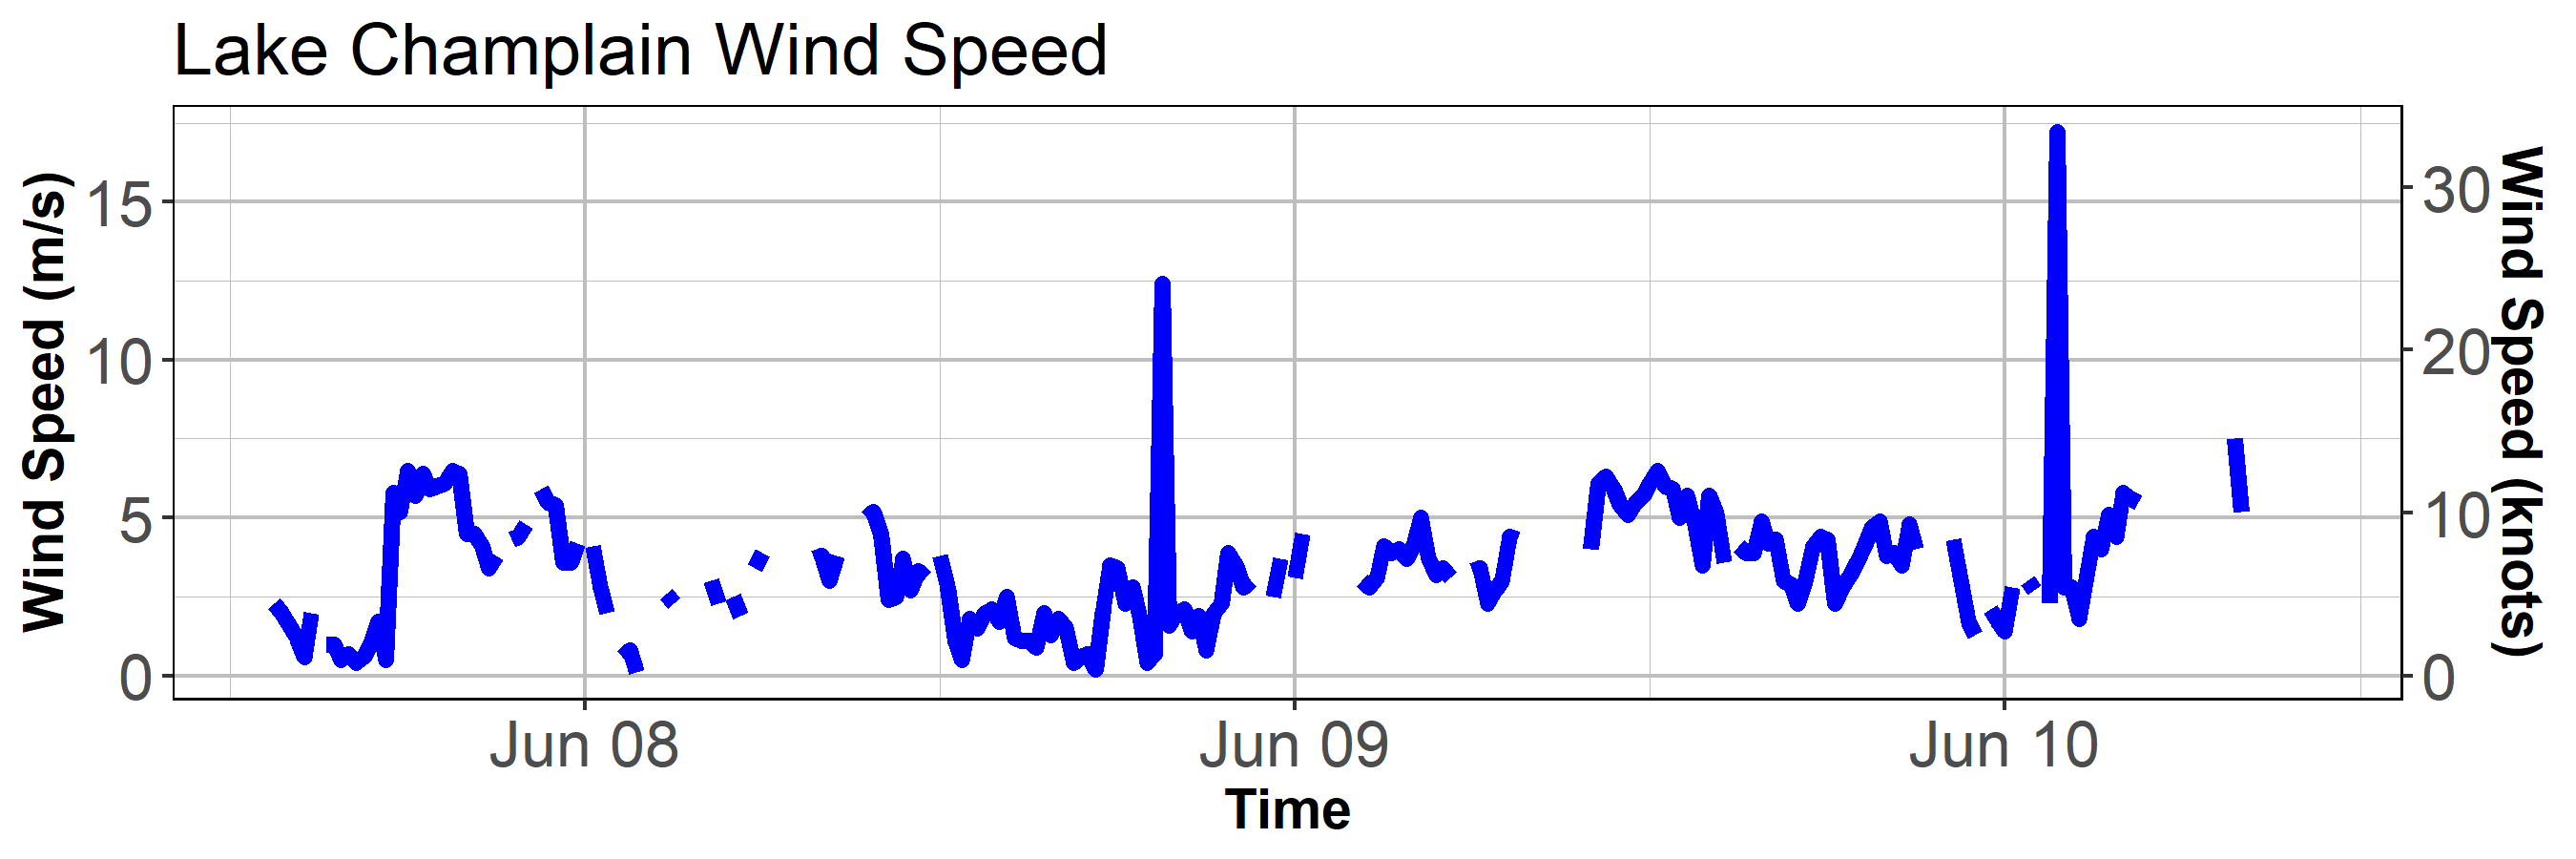 Lake Champlain Wind Speed
Wind Speed (m/s)
15
10
5
0
30
20
10
0
Wind Speed (knots)
Jun 08
Jun 09
Jun 10
Time